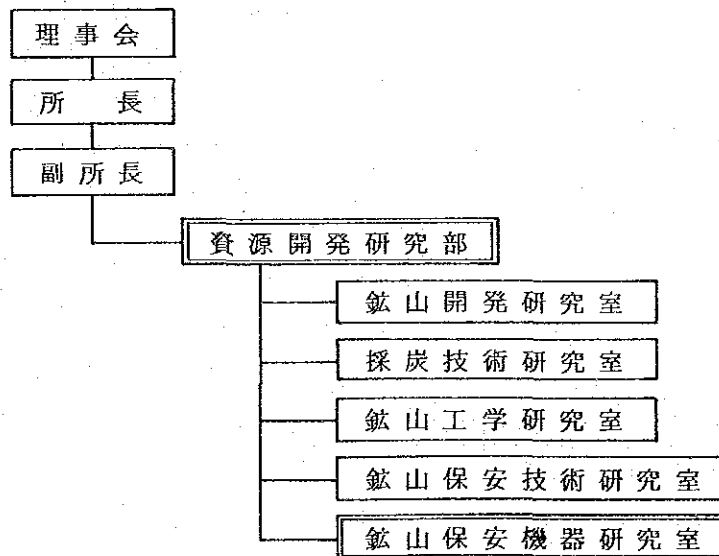 理事会
所長
副所長
資源開発研究部
鉱山開発研究室
採炭技術研究室
鉱山工学研究室
鉱山保安技術研究室
鉱山保安機器研究室